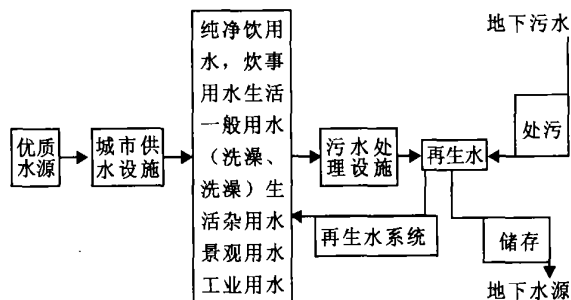 纯净饮用
水，炊事
用水生活
一般用水
（洗澡、
洗澡）生
活杂用水
景观用水
工业用水
优质
水源
城市供
水设施
污水处
理设施
再生水
地下污水
处污
再生水系统
储存
地下水源